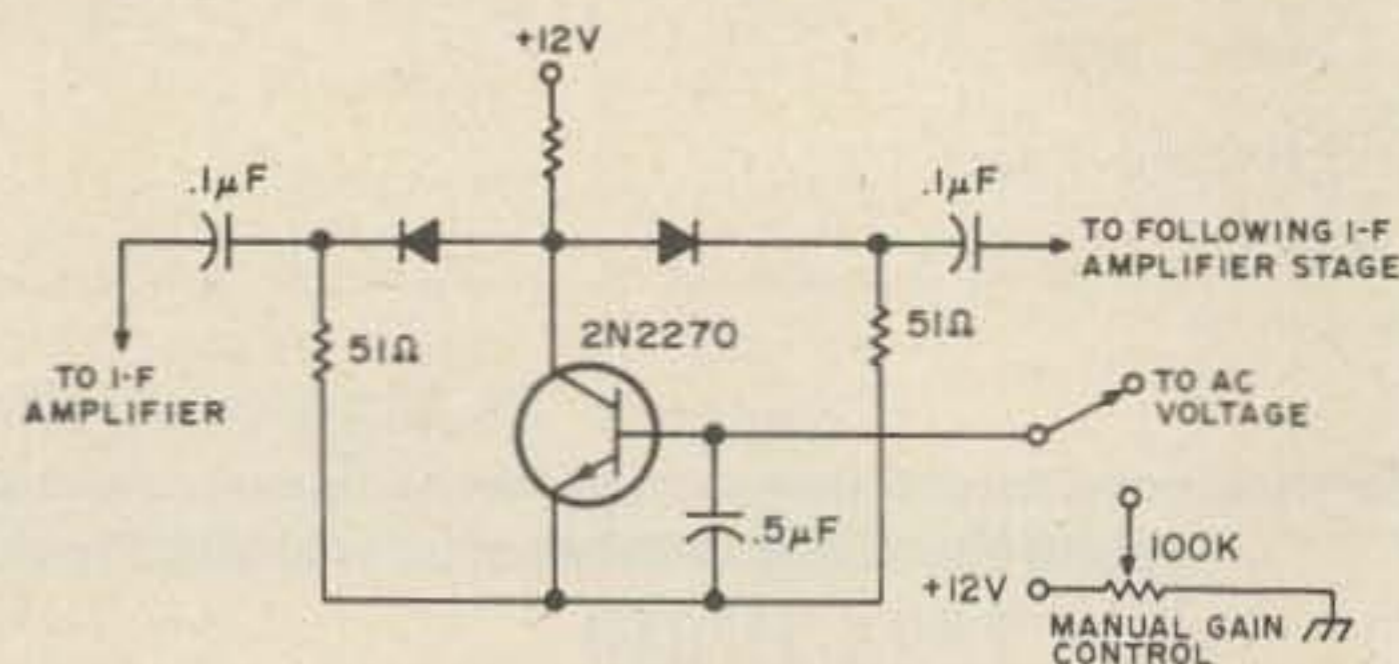 +12V
.1µF
.1µF
TO FOLLOWING I-F
AMPLIFIER STAGE
51Ω
2N2270
51Ω
TO I-F
AMPLIFIER
TO AC
VOLTAGE
.5µF
100K
+12V
MANUAL GAIN
CONTROL